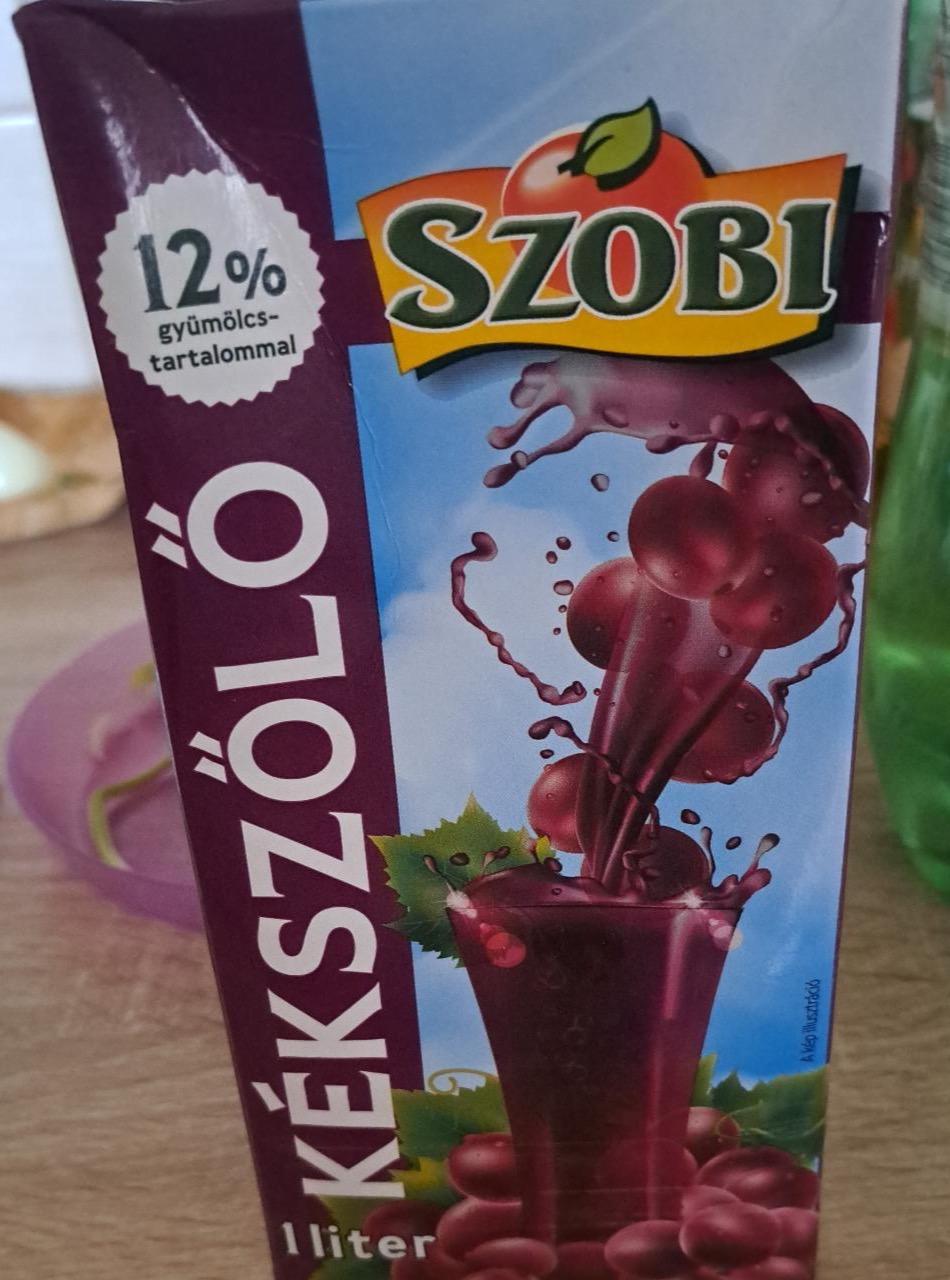 SZOBI
12%
gyümölcs-
tartalommal
KÉKSZŐLŐ
A kép illusztráció
1 liter